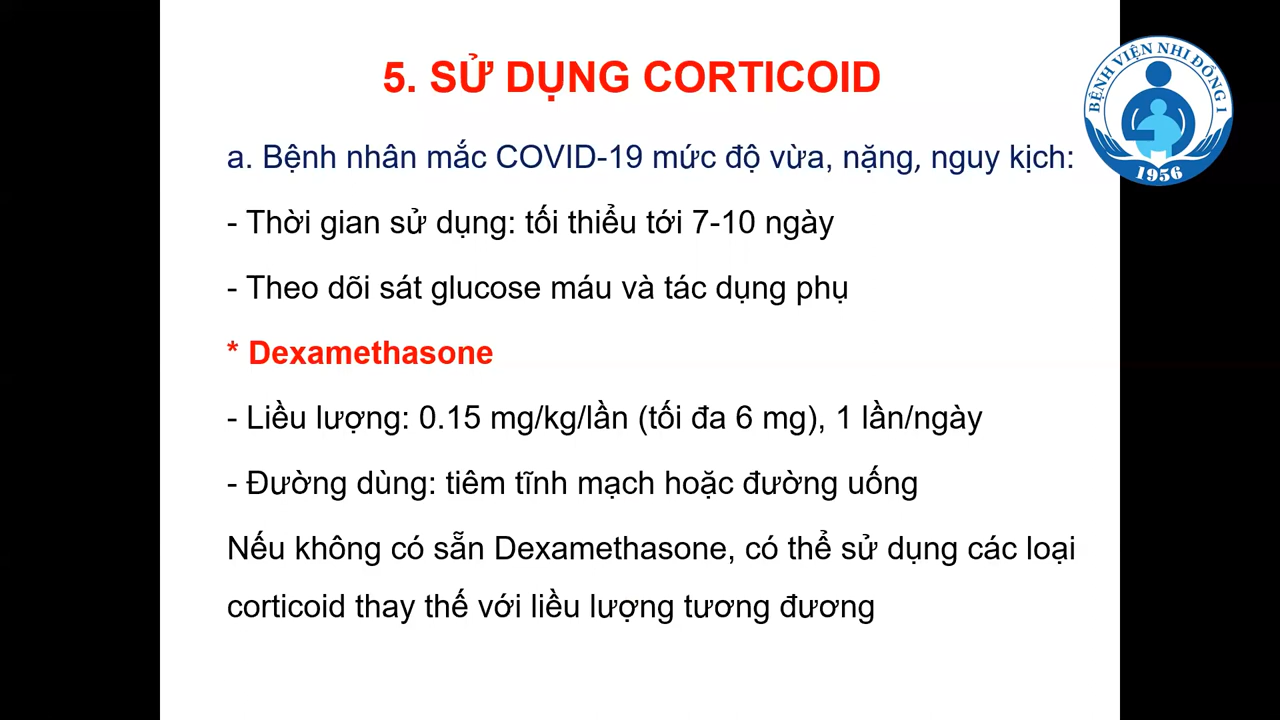 5. SỬ DỤNG CORTICOID
BỆNH VIỆN NHI ĐỒNG 1
1956
a. Bệnh nhân mắc COVID-19 mức độ vừa, nặng, nguy kịch:
- Thời gian sử dụng: tối thiểu tới 7-10 ngày
- Theo dõi sát glucose máu và tác dụng phụ
* Dexamethasone
- Liều lượng: 0.15 mg/kg/lần (tối đa 6 mg), 1 lần/ngày
- Đường dùng: tiêm tĩnh mạch hoặc đường uống
Nếu không có sẵn Dexamethasone, có thể sử dụng các loại
corticoid thay thế với liều lượng tương đương